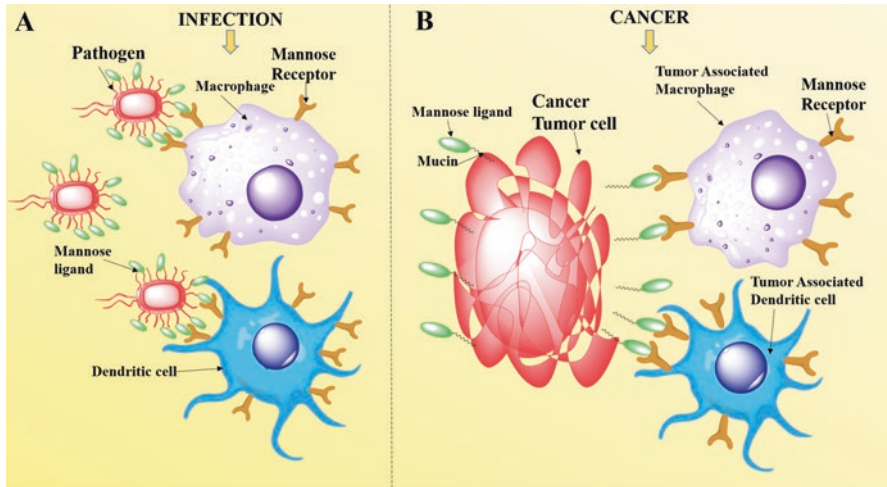 A
INFECTION
Pathogen
Macrophage
Mannose
Receptor
Mannose
ligand
Dendritic cell
B
CANCER
Mannose ligand
Mucin
Cancer
Tumor cell
Tumor Associated
Macrophage
Mannose
Receptor
Tumor Associated
Dendritic cell